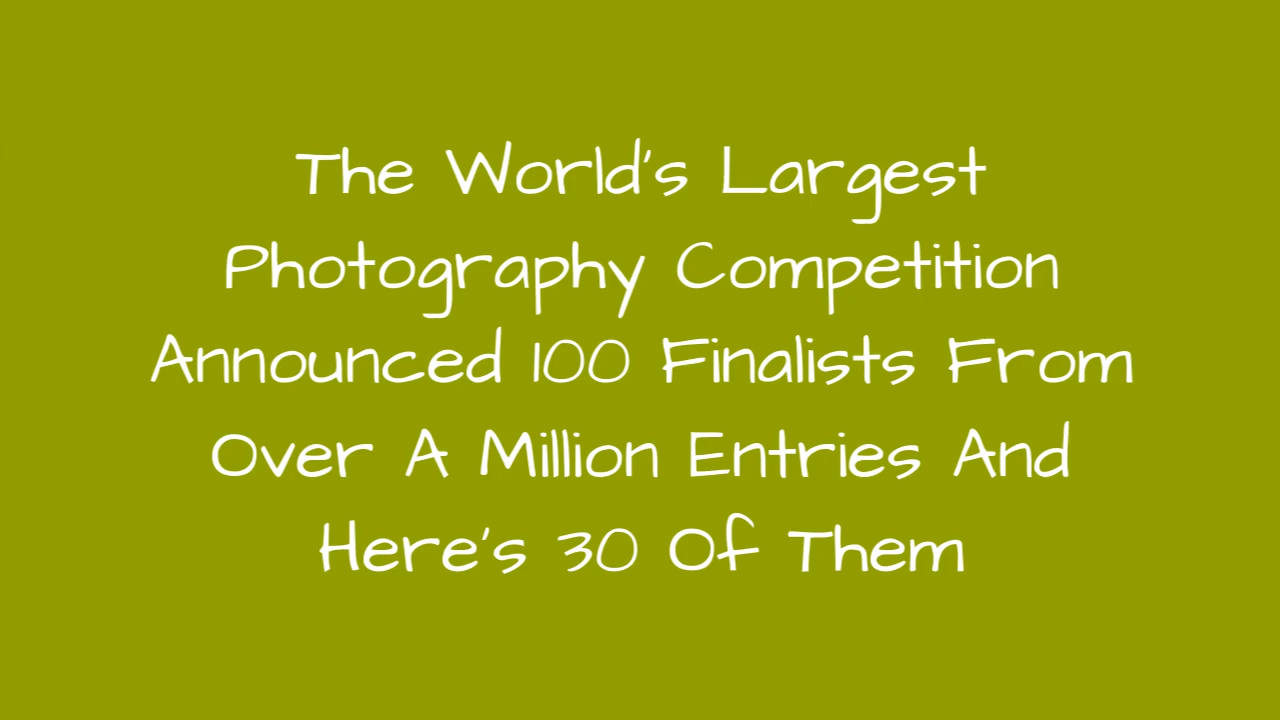 The World's Largest
Photography Competition
Announced 100 Finalists From
Over A Million Entries And
Here's 30 Of Them